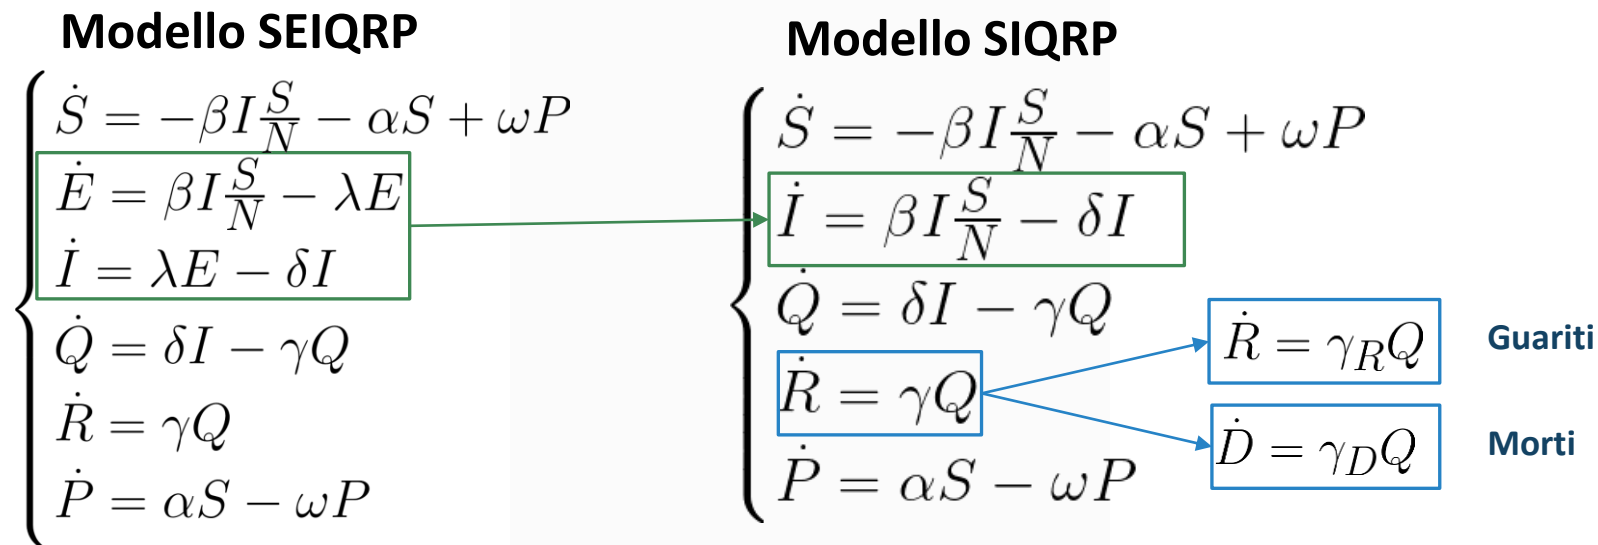 Modello SEIQRP
Ṡ = −βI S/N − αS + ωP
Ė = βI S/N − λE
İ = λE − δI
Q̇ = δI − γQ
Ṙ = γQ
Ṗ = αS − ωP
Modello SIQRP
Ṡ = −βI S/N − αS + ωP
İ = βI S/N − δI
Q̇ = δI − γQ
Ṙ = γQ
Ṗ = αS − ωP
Ṙ = γ_R Q
Guariti
Ḋ = γ_D Q
Morti